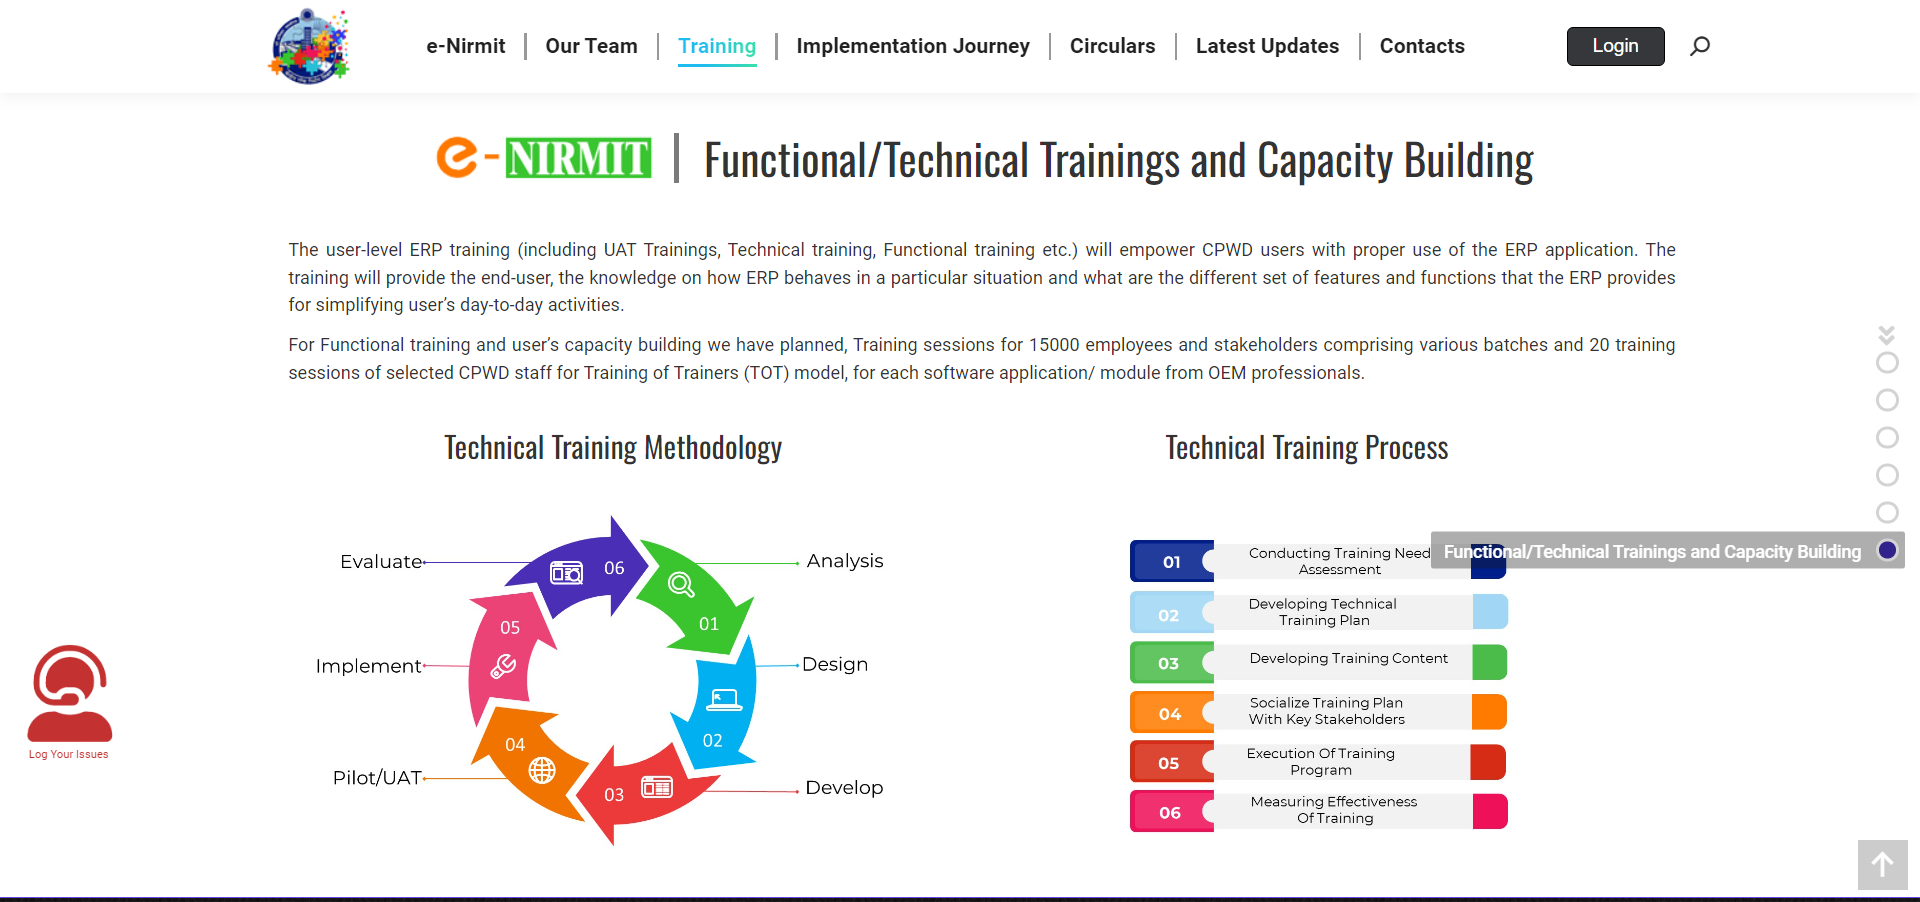 e-Nirmit
Our Team
Training
Implementation Journey
Circulars
Latest Updates
Contacts
Login
e-NIRMIT
Functional/Technical Trainings and Capacity Building
The user-level ERP training (including UAT Trainings, Technical training, Functional training etc.) will empower CPWD users with proper use of the ERP application. The
training will provide the end-user, the knowledge on how ERP behaves in a particular situation and what are the different set of features and functions that the ERP provides
for simplifying user’s day-to-day activities.
For Functional training and user’s capacity building we have planned, Training sessions for 15000 employees and stakeholders comprising various batches and 20 training
sessions of selected CPWD staff for Training of Trainers (TOT) model, for each software application/ module from OEM professionals.
Technical Training Methodology
Evaluate
06
Analysis
01
05
Implement
Design
02
04
Pilot/UAT
03
Develop
Technical Training Process
01
Conducting Training Need
Assessment
Functional/Technical Trainings and Capacity Building
02
Developing Technical
Training Plan
03
Developing Training Content
04
Socialize Training Plan
With Key Stakeholders
05
Execution Of Training
Program
06
Measuring Effectiveness
Of Training
Log Your Issues